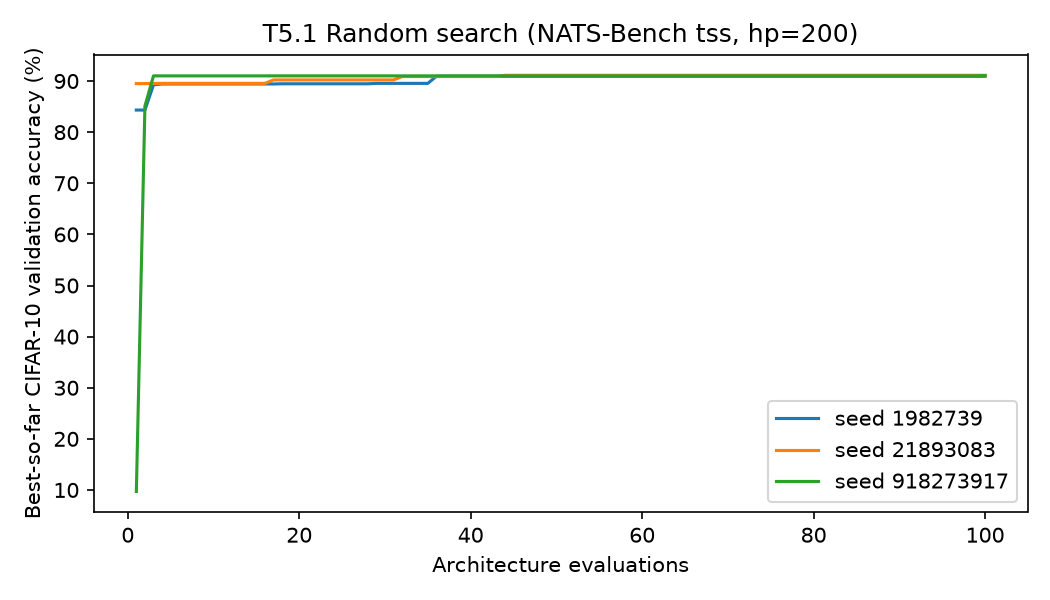 T5.1 Random search (NATS-Bench tss, hp=200)
Best-so-far CIFAR-10 validation accuracy (%)
90
80
70
60
50
40
30
20
10
0
20
40
60
80
100
Architecture evaluations
seed 1982739
seed 21893083
seed 918273917